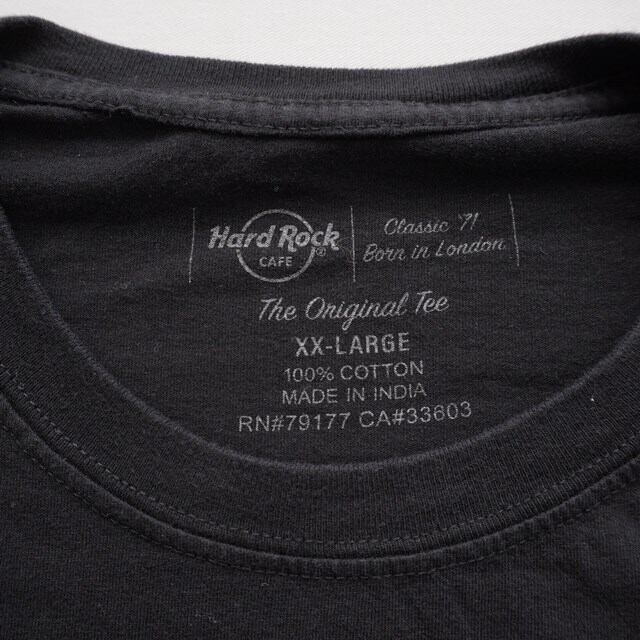 Hard Rock
CAFE
®
Classic '71
Born in London
The Original Tee
XX-LARGE
100% COTTON
MADE IN INDIA
RN#79177 CA#33603